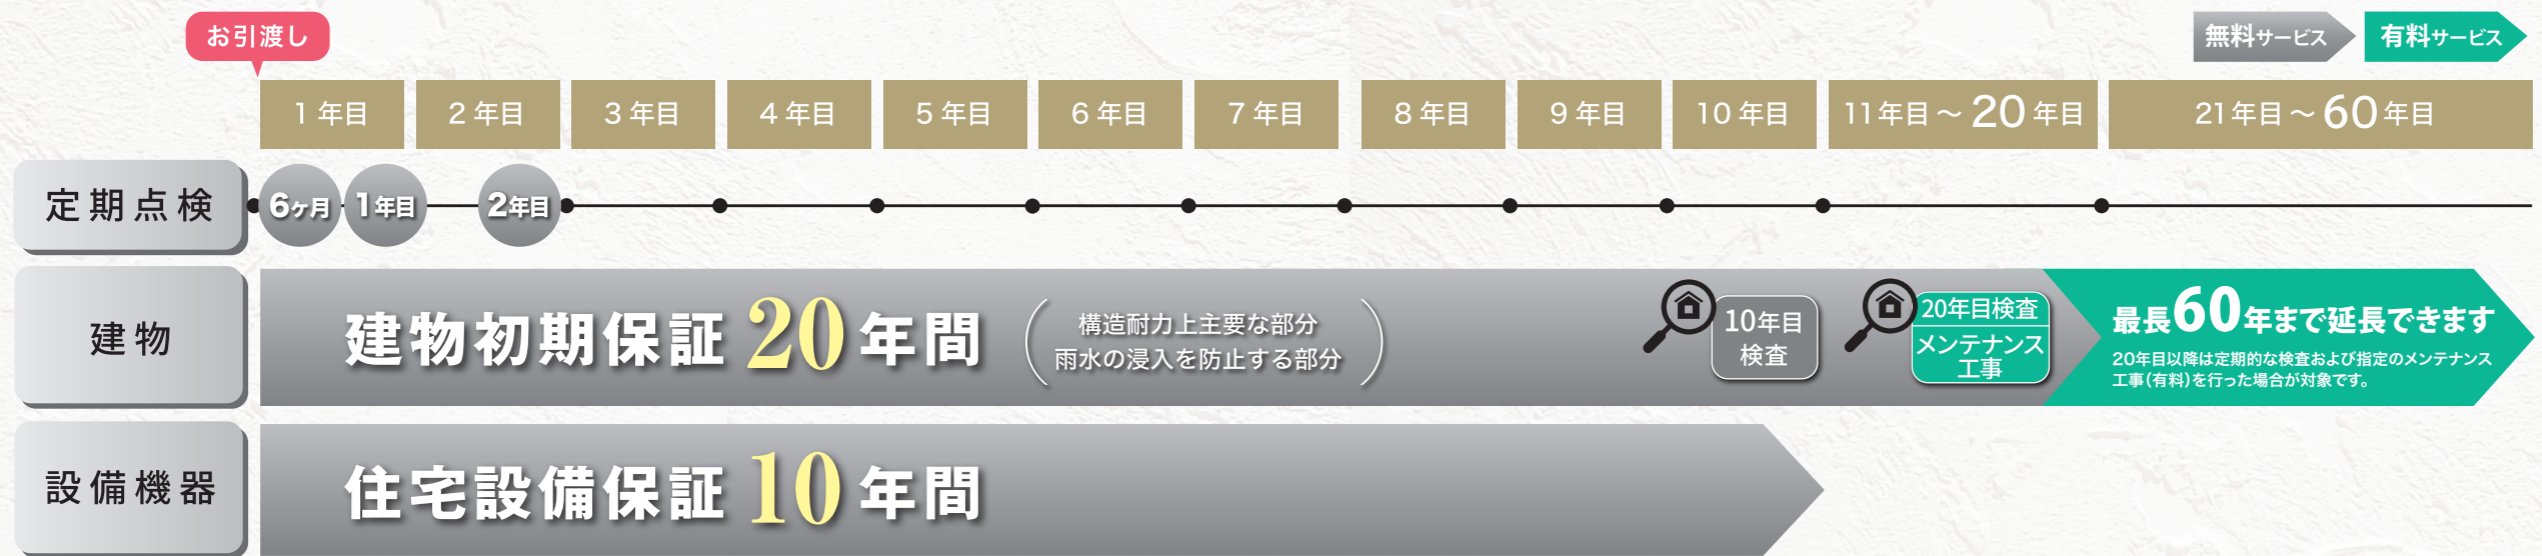 お引渡し
無料サービス
有料サービス
1年目
2年目
3年目
4年目
5年目
6年目
7年目
8年目
9年目
10年目
11年目～20年目
21年目～60年目
定期点検
6ヶ月
1年目
2年目
建物
建物初期保証20年間
構造耐力上主要な部分
雨水の浸入を防止する部分
10年目
検査
20年目検査
メンテナンス
工事
最長60年まで延長できます
20年目以降は定期的な検査および指定のメンテナンス
工事(有料)を行った場合が対象です。
設備機器
住宅設備保証10年間